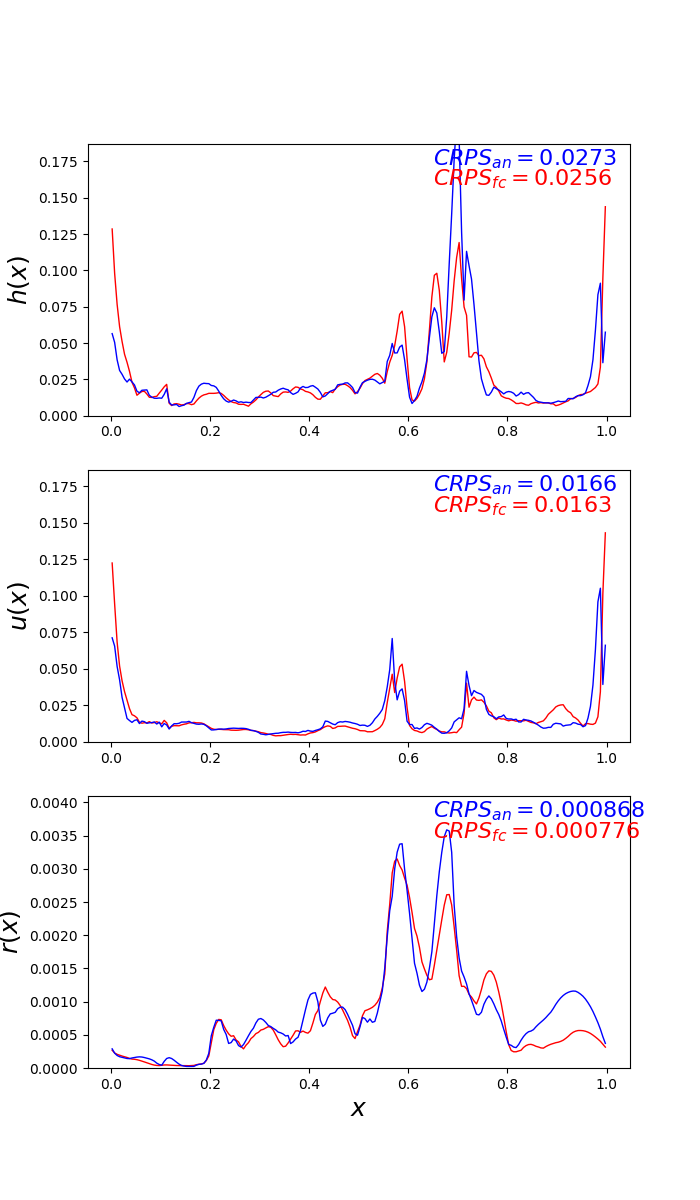 0.175
0.150
0.125
0.100
0.075
0.050
0.025
0.000
h(x)
CRPS_an = 0.0273
CRPS_fc = 0.0256
0.0 0.2 0.4 0.6 0.8 1.0
0.175
0.150
0.125
0.100
0.075
0.050
0.025
0.000
u(x)
CRPS_an = 0.0166
CRPS_fc = 0.0163
0.0 0.2 0.4 0.6 0.8 1.0
0.0040
0.0035
0.0030
0.0025
0.0020
0.0015
0.0010
0.0005
0.0000
r(x)
CRPS_an = 0.000868
CRPS_fc = 0.000776
0.0 0.2 0.4 0.6 0.8 1.0
x